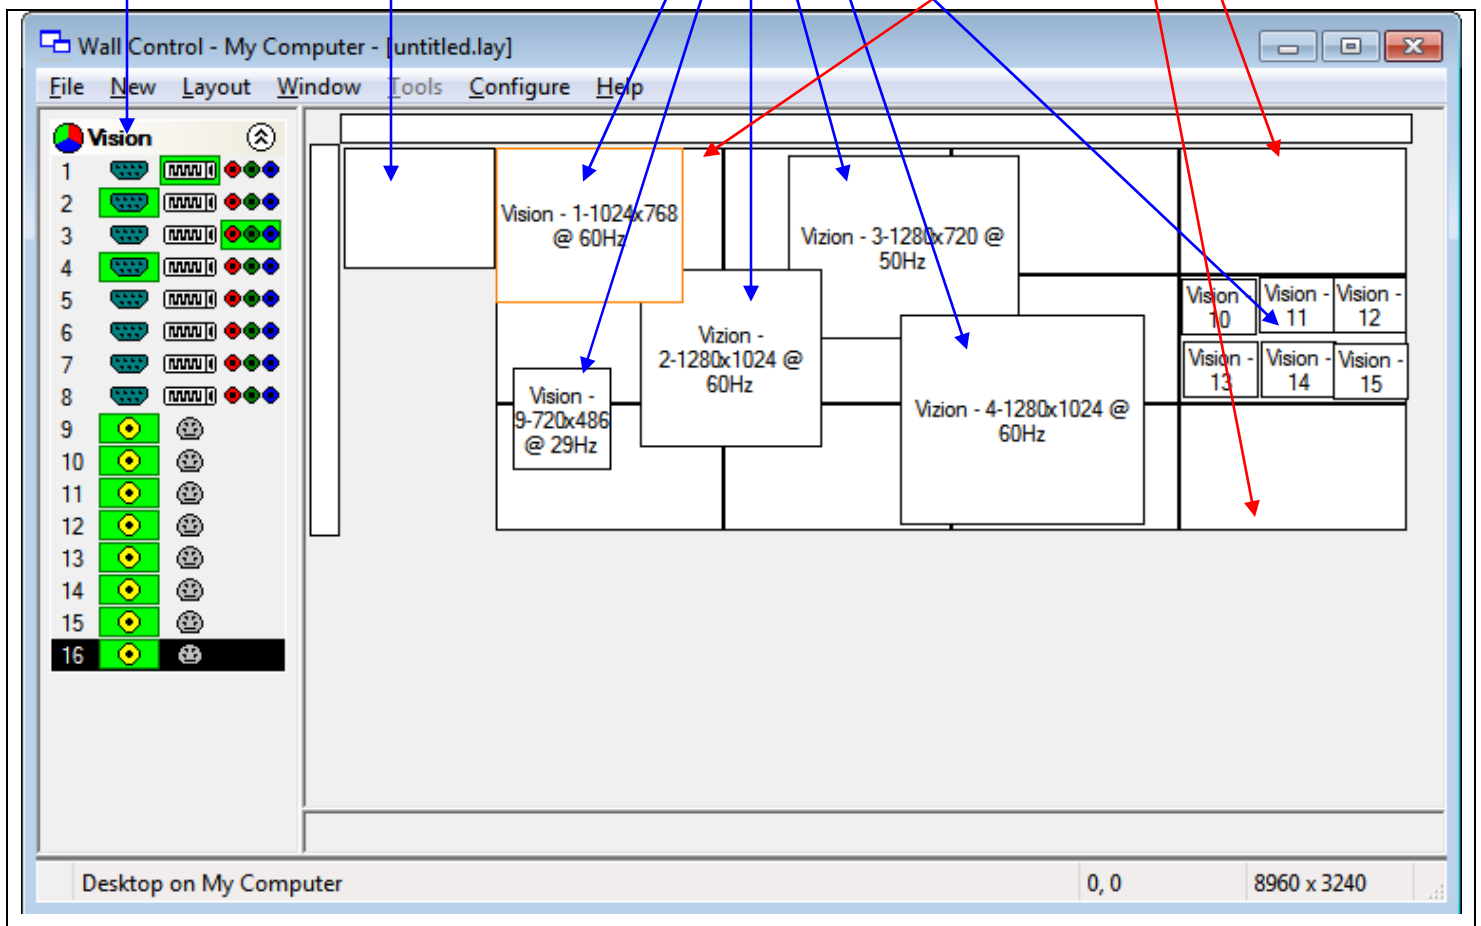 Wall Control - My Computer - [untitled.lay]
File New Layout Window Tools Configure Help
Vision
1
2
3
4
5
6
7
8
9
10
11
12
13
14
15
16
Vision - 1-1024x768
@ 60Hz
Vizion - 3-1280x720 @
50Hz
Vizion -
2-1280x1024 @
60Hz
Vision -
9-720x486
@ 29Hz
Vizion - 4-1280x1024 @
60Hz
Vision -
10
Vision -
11
Vision -
12
Vision -
13
Vision -
14
Vision -
15
Desktop on My Computer
0, 0
8960 x 3240